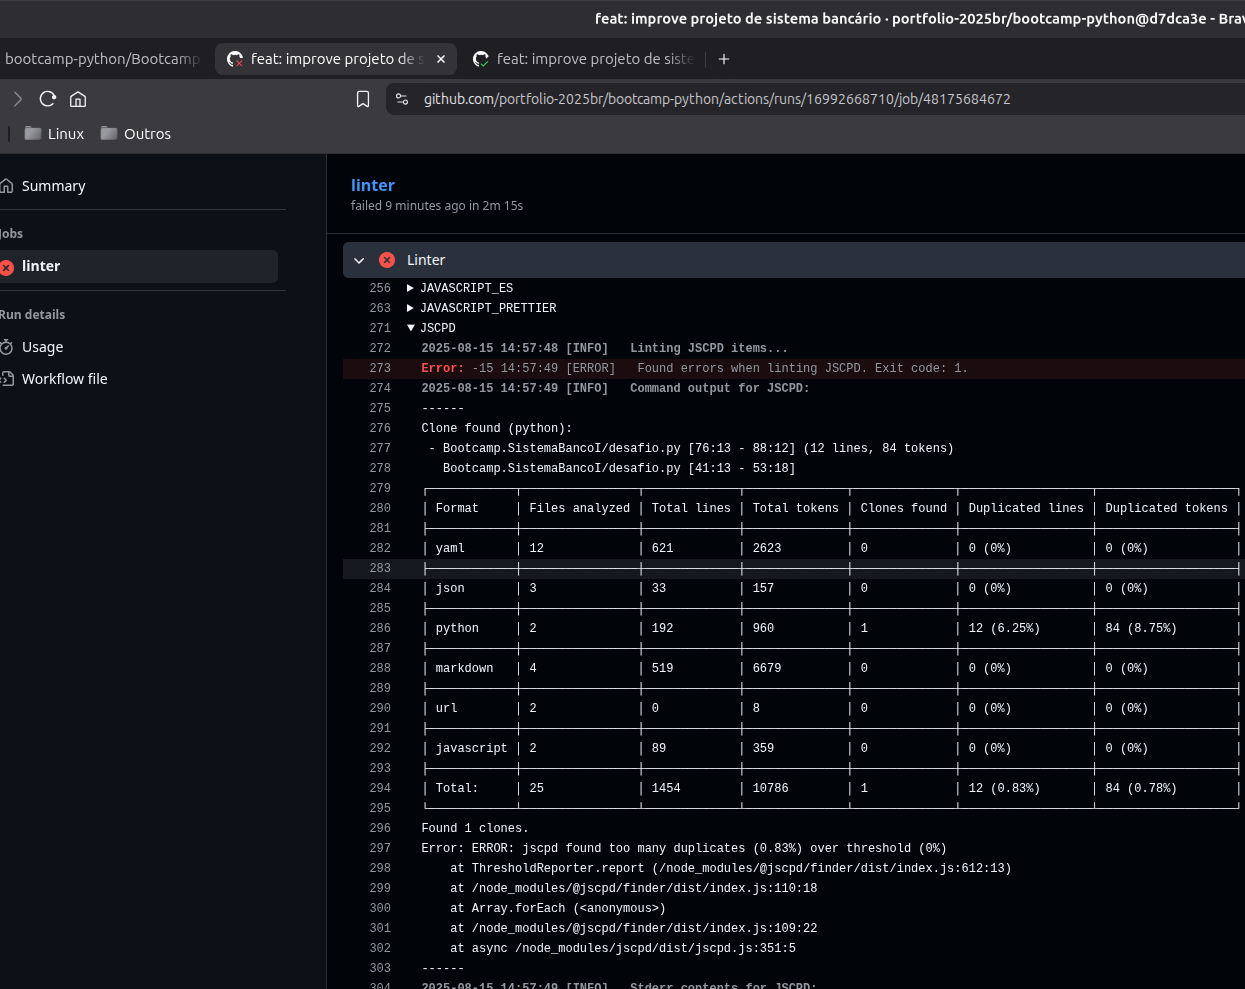 feat: improve projeto de sistema bancário · portfolio-2025br/bootcamp-python@d7dca3e - Brav
bootcamp-python/Bootcamp
feat: improve projeto de s
feat: improve projeto de siste
github.com/portfolio-2025br/bootcamp-python/actions/runs/16992668710/job/48175684672
Linux
Outros
Summary
Jobs
linter
Run details
Usage
Workflow file
linter
failed 9 minutes ago in 2m 15s
Linter
256 JAVASCRIPT_ES
263 JAVASCRIPT_PRETTIER
271 JSCPD
272 2025-08-15 14:57:48 [INFO] Linting JSCPD items...
273 Error: -15 14:57:49 [ERROR] Found errors when linting JSCPD. Exit code: 1.
274 2025-08-15 14:57:49 [INFO] Command output for JSCPD:
275 ------
276 Clone found (python):
277 - Bootcamp.SistemaBancoI/desafio.py [76:13 - 88:12] (12 lines, 84 tokens)
278 Bootcamp.SistemaBancoI/desafio.py [41:13 - 53:18]
279
280 │ Format │ Files analyzed │ Total lines │ Total tokens │ Clones found │ Duplicated lines │ Duplicated tokens │
281
282 │ yaml │ 12 │ 621 │ 2623 │ 0 │ 0 (0%) │ 0 (0%) │
283
284 │ json │ 3 │ 33 │ 157 │ 0 │ 0 (0%) │ 0 (0%) │
285
286 │ python │ 2 │ 192 │ 960 │ 1 │ 12 (6.25%) │ 84 (8.75%) │
287
288 │ markdown │ 4 │ 519 │ 6679 │ 0 │ 0 (0%) │ 0 (0%) │
289
290 │ url │ 2 │ 0 │ 8 │ 0 │ 0 (0%) │ 0 (0%) │
291
292 │ javascript │ 2 │ 89 │ 359 │ 0 │ 0 (0%) │ 0 (0%) │
293
294 │ Total: │ 25 │ 1454 │ 10786 │ 1 │ 12 (0.83%) │ 84 (0.78%) │
295
296 Found 1 clones.
297 Error: ERROR: jscpd found too many duplicates (0.83%) over threshold (0%)
298 at ThresholdReporter.report (/node_modules/@jscpd/finder/dist/index.js:612:13)
299 at /node_modules/@jscpd/finder/dist/index.js:110:18
300 at Array.forEach (<anonymous>)
301 at /node_modules/@jscpd/finder/dist/index.js:109:22
302 at async /node_modules/jscpd/dist/jscpd.js:351:5
303 ------
304 2025-08-15 14:57:49 [INFO] Stderr contents for JSCPD: